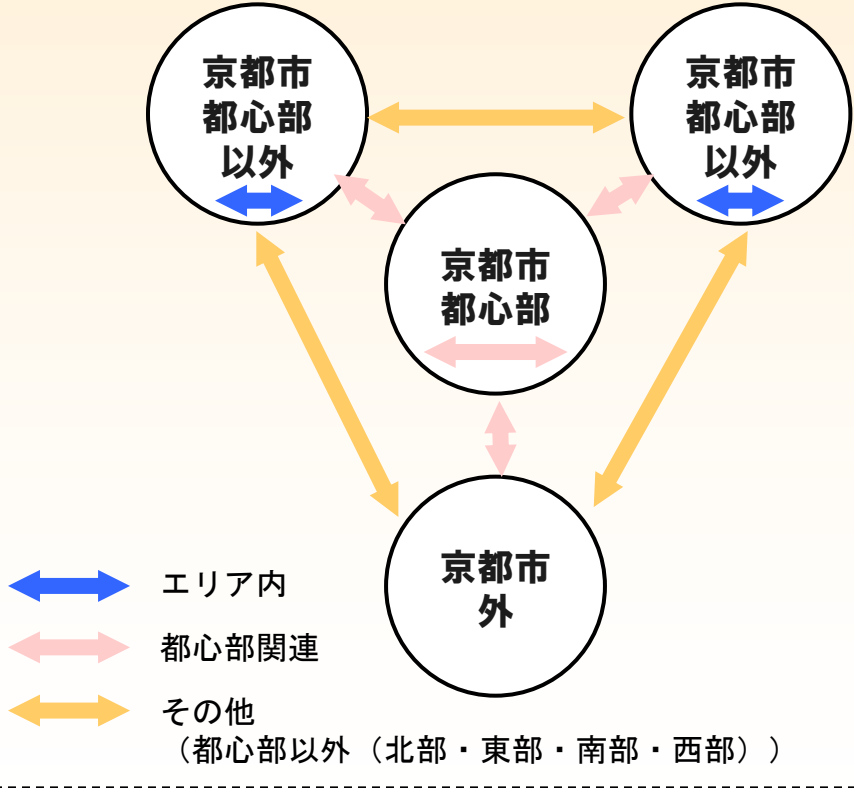 京都市
都心部
以外
京都市
都心部
以外
京都市
都心部
京都市
外
エリア内
都心部関連
その他
（都心部以外（北部・東部・南部・西部））